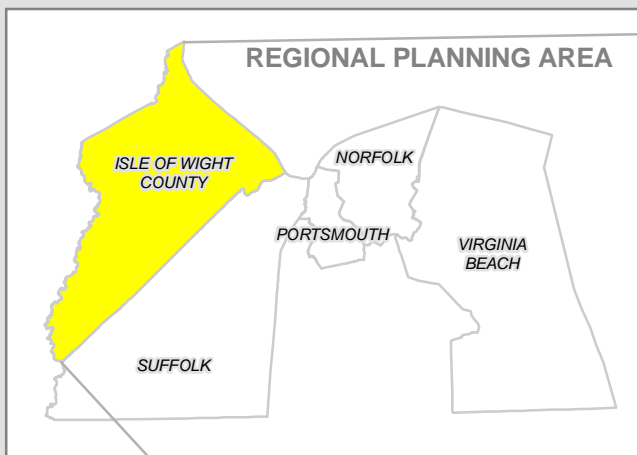 REGIONAL PLANNING AREA
ISLE OF WIGHT
COUNTY
NORFOLK
PORTSMOUTH
VIRGINIA
BEACH
SUFFOLK